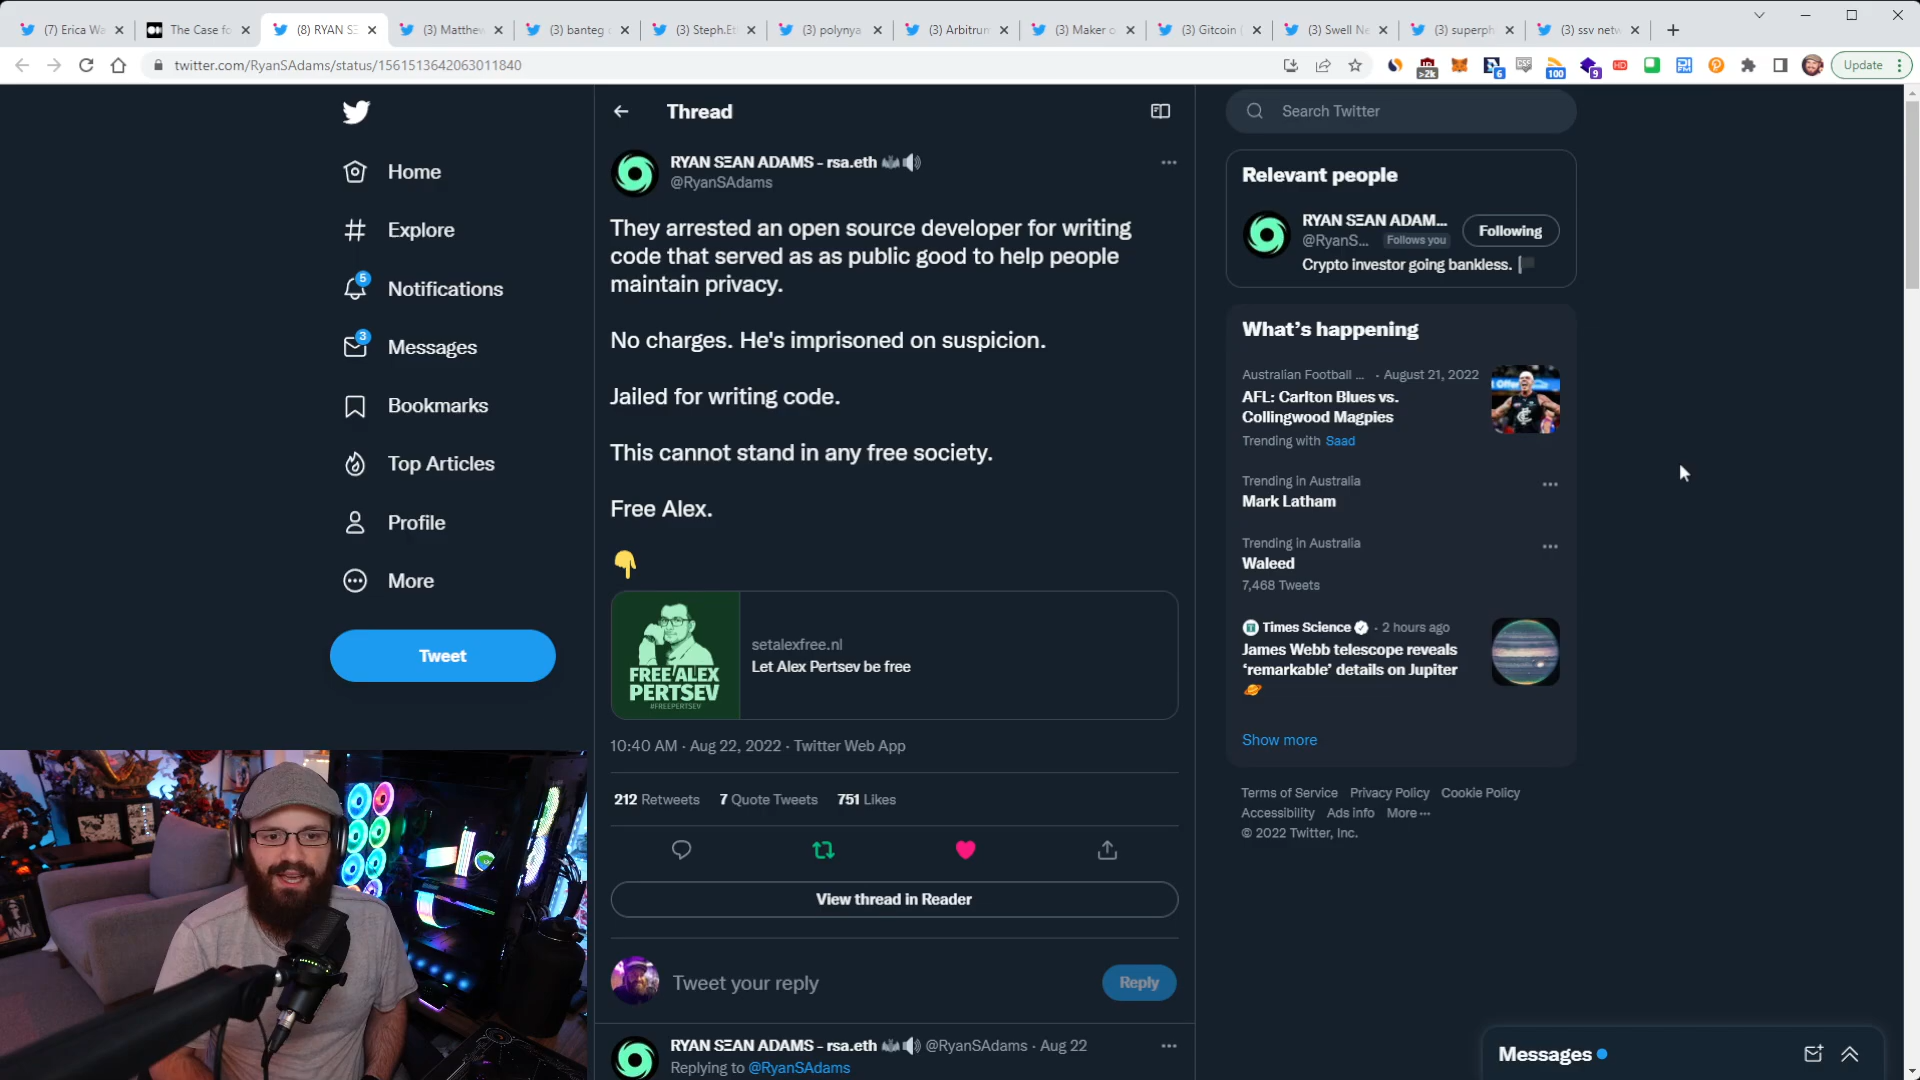 (7) Erica Wa
The Case fo
(8) RYAN SΞ
(3) Matthew
(3) banteg
(3) Steph.Et
(3) polynya
(3) Arbitrum
(3) Maker o
(3) Gitcoin
(3) Swell Ne
(3) superph
(3) ssv netw
twitter.com/RyanSAdams/status/1561513642063011840
>2k
6
100
9
HD
Update
Home
Explore
5
Notifications
3
Messages
Bookmarks
Top Articles
Profile
More
Tweet
Thread
RYAN SΞAN ADAMS - rsa.eth
@RyanSAdams
They arrested an open source developer for writing
code that served as as public good to help people
maintain privacy.
No charges. He's imprisoned on suspicion.
Jailed for writing code.
This cannot stand in any free society.
Free Alex.
FREE ALEX
PERTSEV
#FREEPERTSEV
setalexfree.nl
Let Alex Pertsev be free
10:40 AM · Aug 22, 2022 · Twitter Web App
212 Retweets 7 Quote Tweets 751 Likes
View thread in Reader
Tweet your reply
Reply
RYAN SΞAN ADAMS - rsa.eth @RyanSAdams · Aug 22
Replying to @RyanSAdams
Search Twitter
Relevant people
RYAN SΞAN ADAM...
@RyanS... Follows you
Following
Crypto investor going bankless.
What's happening
Australian Football ... · August 21, 2022
AFL: Carlton Blues vs.
Collingwood Magpies
Trending with Saad
Trending in Australia
Mark Latham
Trending in Australia
Waleed
7,468 Tweets
Times Science · 2 hours ago
James Webb telescope reveals
'remarkable' details on Jupiter
Show more
Terms of Service Privacy Policy Cookie Policy
Accessibility Ads info More
© 2022 Twitter, Inc.
Messages